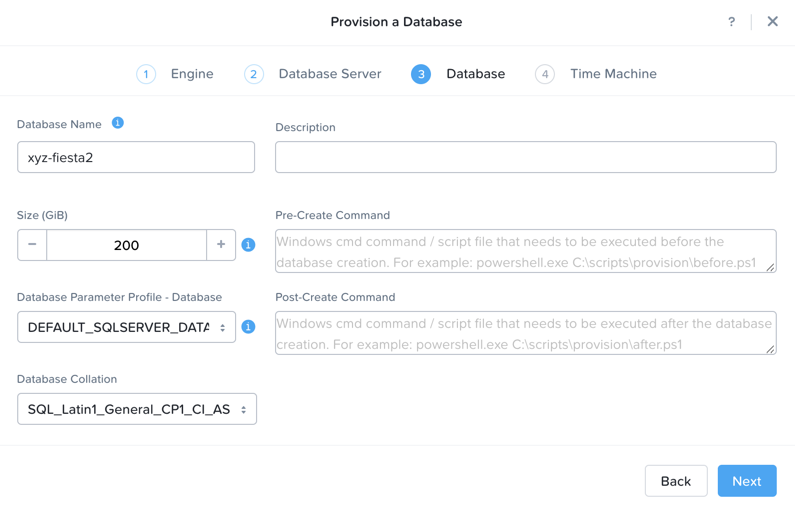 Provision a Database
?
1 Engine 2 Database Server 3 Database 4 Time Machine
Database Name
xyz-fiesta2
Description
Size (GiB)
− 200 +
Pre-Create Command
Windows cmd command / script file that needs to be executed before the
database creation. For example: powershell.exe C:\scripts\provision\before.ps1
Database Parameter Profile - Database
DEFAULT_SQLSERVER_DATA
Post-Create Command
Windows cmd command / script file that needs to be executed after the database
creation. For example: powershell.exe C:\scripts\provision\after.ps1
Database Collation
SQL_Latin1_General_CP1_CI_AS
Back Next